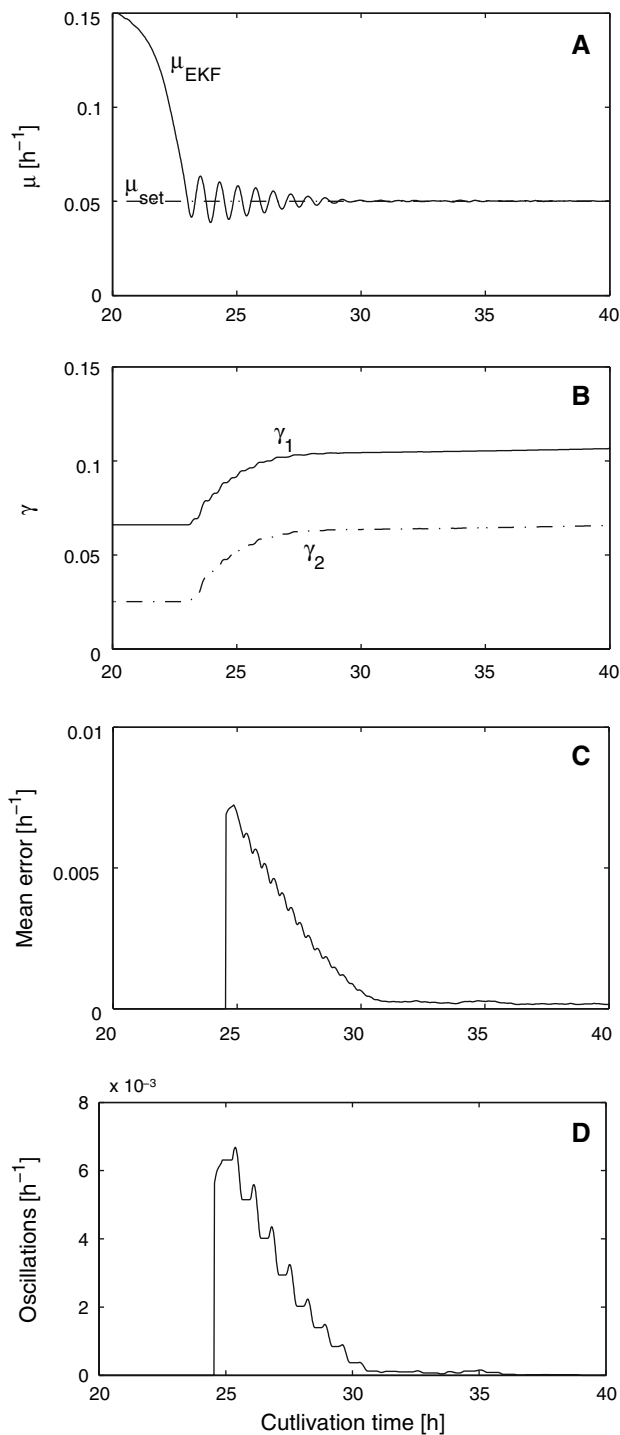 0.15
A
μEKF
0.1
μ [h⁻¹]
μset
0.05
0
20 25 30 35 40
0.15
B
γ1
0.1
γ
0.05
γ2
0
20 25 30 35 40
0.01
C
Mean error [h⁻¹]
0.005
0
20 25 30 35 40
x 10⁻³
8
D
6
Oscillations [h⁻¹]
4
2
0
20 25 30 35 40
Cutlivation time [h]